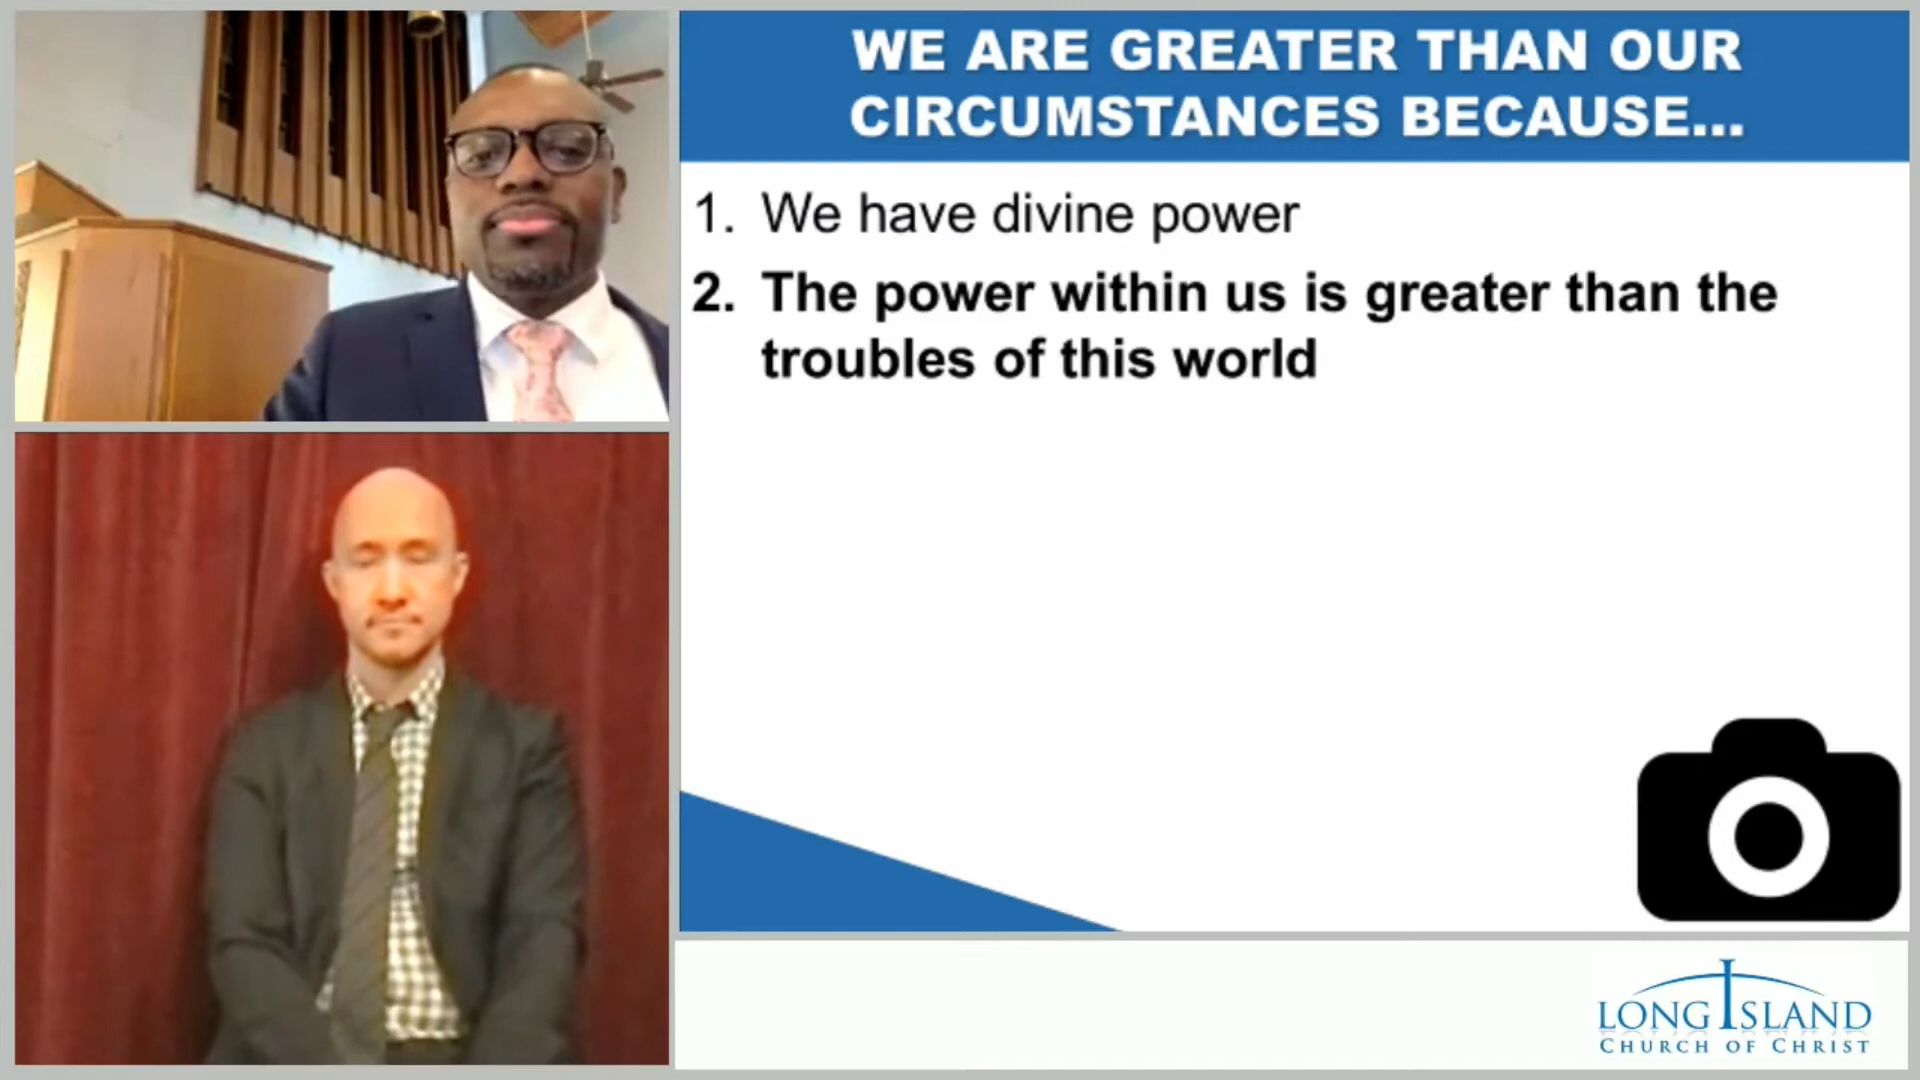 WE ARE GREATER THAN OUR
CIRCUMSTANCES BECAUSE...
1. We have divine power
2. The power within us is greater than the
troubles of this world
LONG ISLAND
CHURCH OF CHRIST